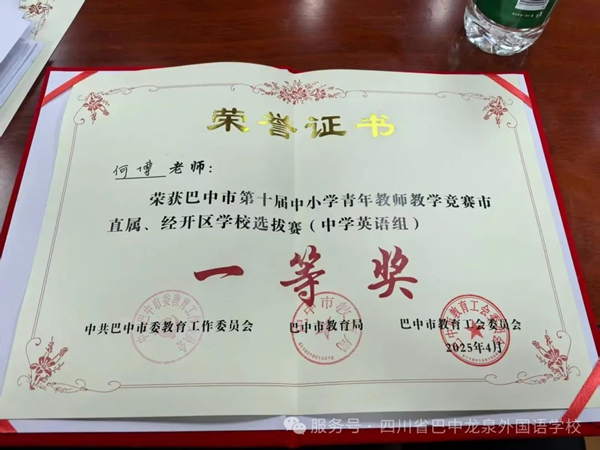 荣誉证书
何博老师：
荣获巴中市第十届中小学青年教师教学竞赛市
直属、经开区学校选拔赛（中学英语组）
一等奖
中共巴中市委教育工作委员会
巴中市教育局
巴中市教育工会委员会
2025年4月
服务号·四川省巴中龙泉外国语学校